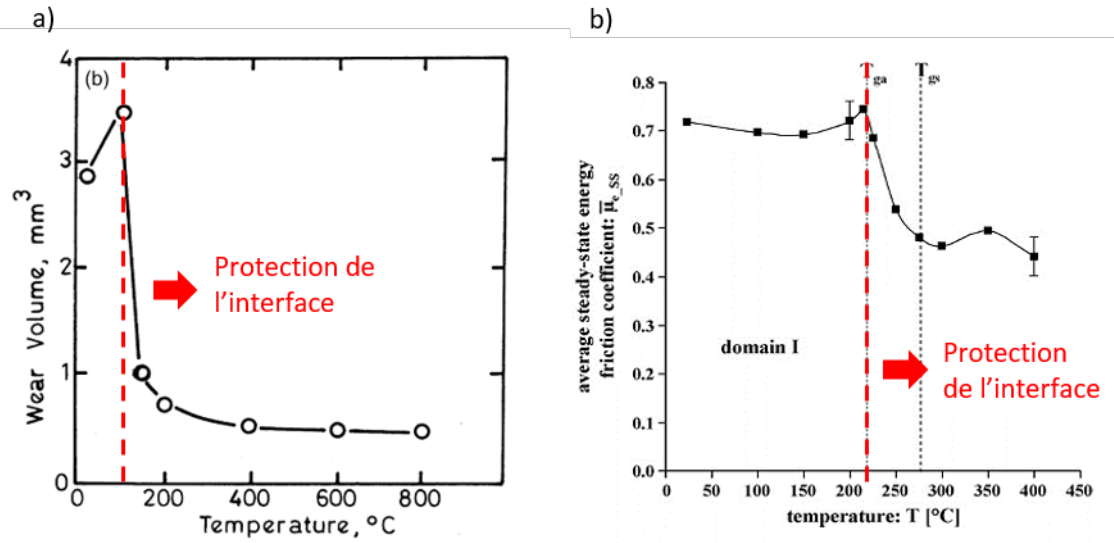 a)
(b)
Wear Volume, mm³
4
3
2
1
0
0
200
400
600
800
Temperature, °C
Protection de
l'interface
b)
average steady-state energy
friction coefficient: μ̅e_SS
0.8
0.7
0.6
0.5
0.4
0.3
0.2
0.1
0.0
ga
Tgs
domain I
Protection
de l'interface
0
50
100
150
200
250
300
350
400
450
temperature: T [°C]